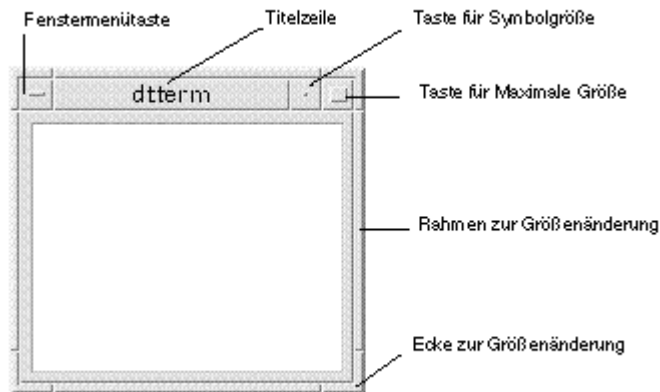 Fenstermenütaste
Titelzeile
Taste für Symbolgröße
dtterm
Taste für Maximale Größe
Rahmen zur Größenänderung
Ecke zur Größenänderung